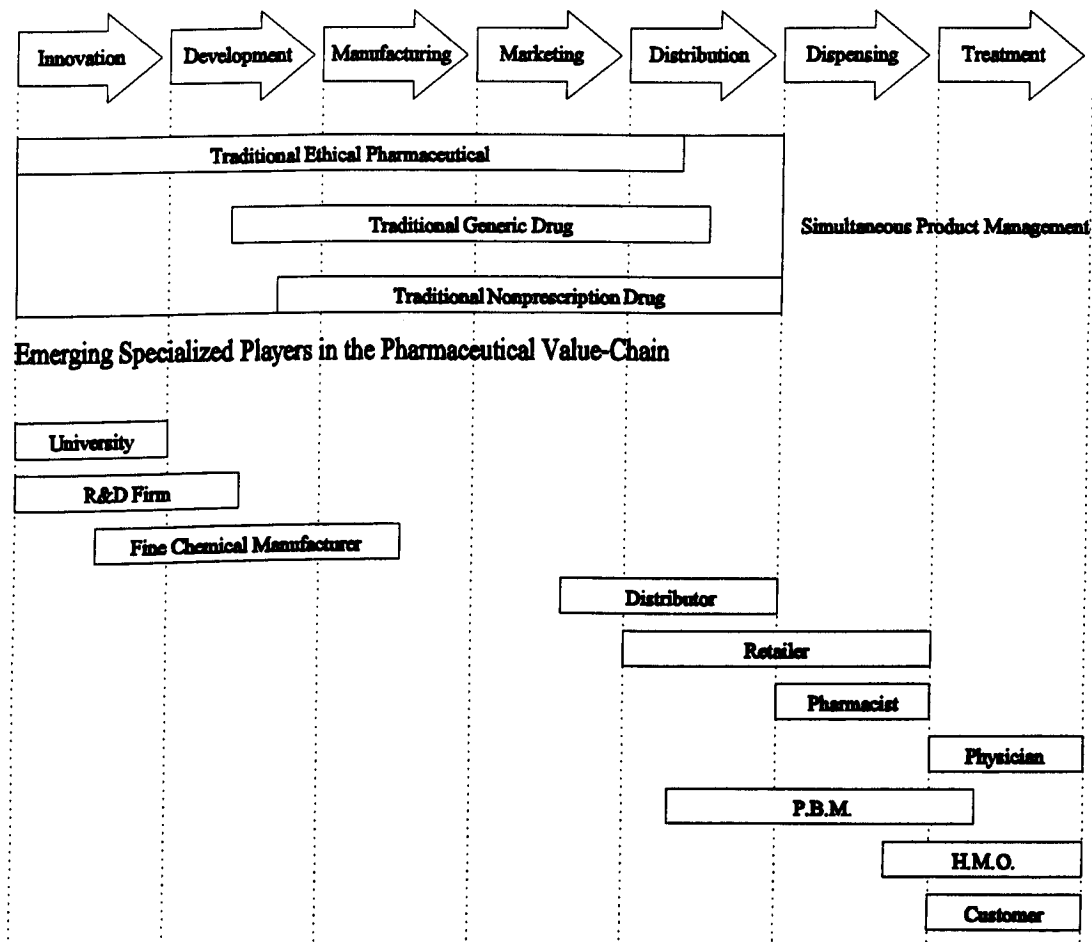 Innovation Development Manufacturing Marketing Distribution Dispensing Treatment
Traditional Ethical Pharmaceutical
Traditional Generic Drug
Simultaneous Product Management
Traditional Nonprescription Drug
Emerging Specialized Players in the Pharmaceutical Value-Chain
University
R&D Firm
Fine Chemical Manufacturer
Distributor
Retailer
Pharmacist
Physician
P.B.M.
H.M.O.
Customer